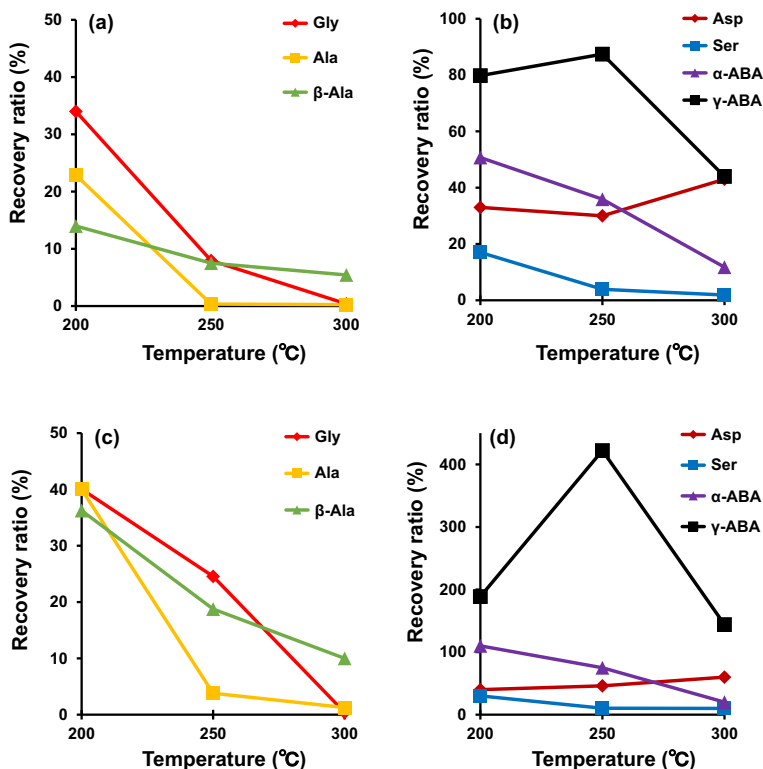 (a)
Gly
Ala
β-Ala
50
40
30
20
10
0
Recovery ratio (%)
200 250 300
Temperature (℃)
(b)
Asp
Ser
α-ABA
γ-ABA
100
80
60
40
20
0
Recovery ratio (%)
200 250 300
Temperature (℃)
(c)
Gly
Ala
β-Ala
50
40
30
20
10
0
Recovery ratio (%)
200 250 300
Temperature (℃)
(d)
Asp
Ser
α-ABA
γ-ABA
400
300
200
100
0
Recovery ratio (%)
200 250 300
Temperature (℃)